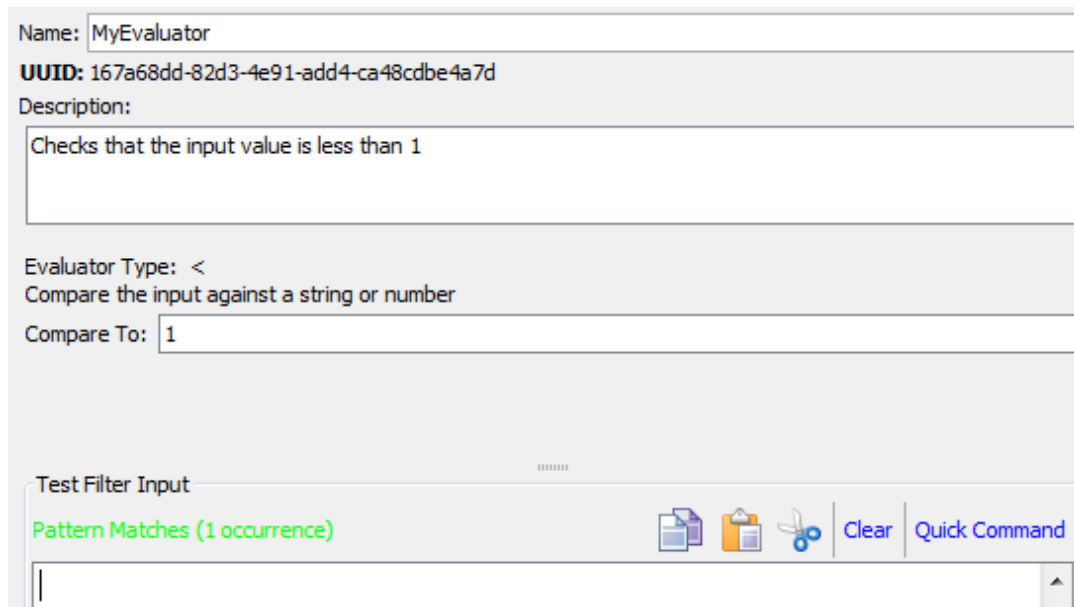 Name: MyEvaluator
UUID: 167a68dd-82d3-4e91-add4-ca48cdbe4a7d
Description:
Checks that the input value is less than 1
Evaluator Type: <
Compare the input against a string or number
Compare To: 1
Test Filter Input
Pattern Matches (1 occurrence) Clear Quick Command